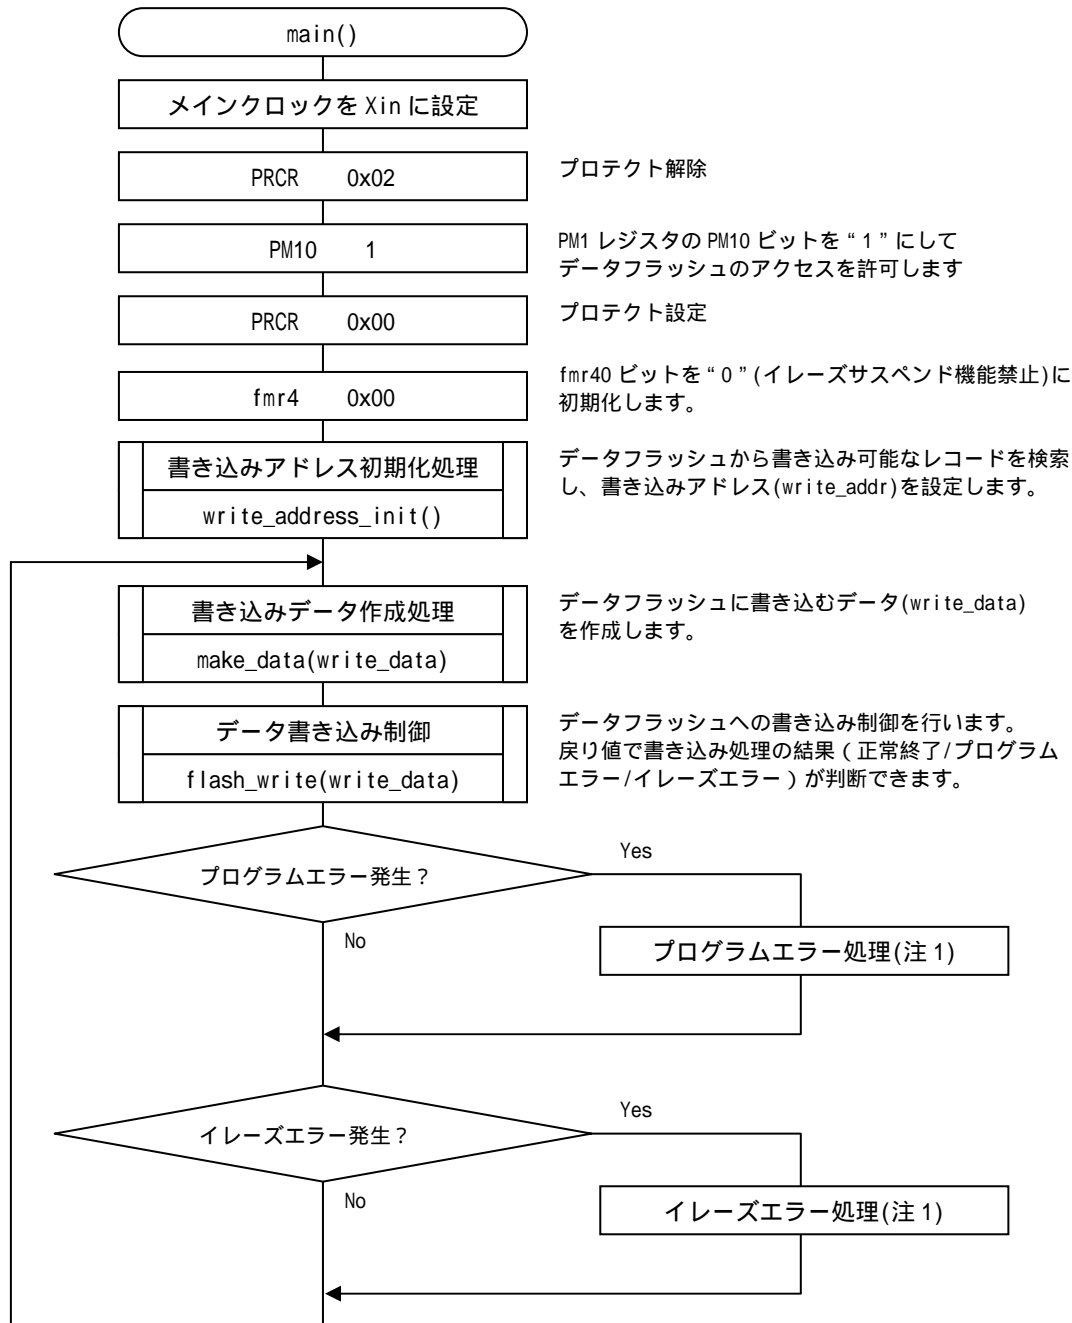 main()
メインクロックを Xin に設定
PRCR 0x02
プロテクト解除
PM10 1
PM1 レジスタの PM10 ビットを“1”にして
データフラッシュのアクセスを許可します
PRCR 0x00
プロテクト設定
fmr4 0x00
fmr40 ビットを“0”(イレーズサスペンド機能禁止)に
初期化します。
書き込みアドレス初期化処理
write_address_init()
データフラッシュから書き込み可能なレコードを検索
し、書き込みアドレス(write_addr)を設定します。
書き込みデータ作成処理
make_data(write_data)
データフラッシュに書き込むデータ(write_data)
を作成します。
データ書き込み制御
flash_write(write_data)
データフラッシュへの書き込み制御を行います。
戻り値で書き込み処理の結果（正常終了/プログラム
エラー/イレーズエラー）が判断できます。
プログラムエラー発生？
Yes
No
プログラムエラー処理(注 1)
イレーズエラー発生？
Yes
No
イレーズエラー処理(注 1)